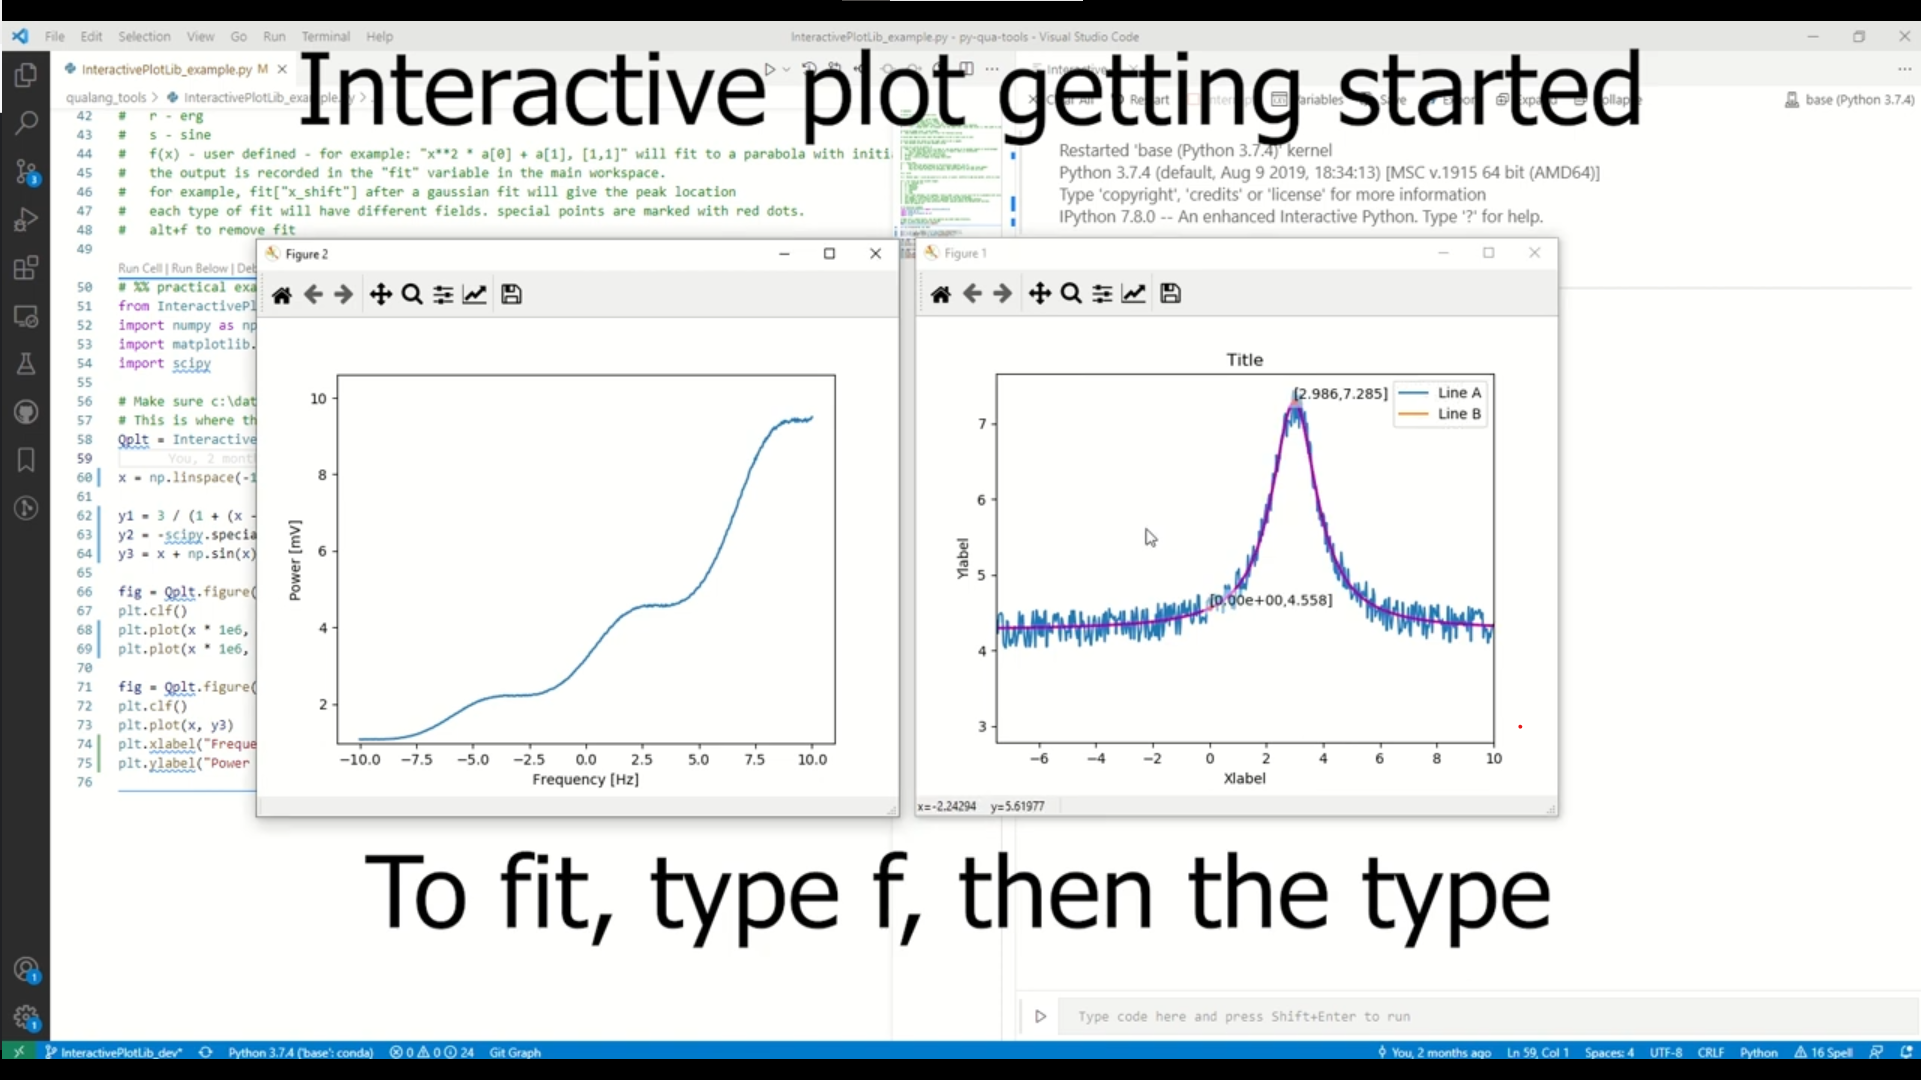 File Edit Selection View Go Run Terminal Help
InteractivePlotLib_example.py - py-qua-tools - Visual Studio Code
Interactive plot getting started
InteractivePlotLib_example.py M
qualang_tools > InteractivePlotLib_example.py >
Variables
base (Python 3.7.4)
42 # r - erg
43 # s - sine
44 # f(x) - user defined - for example: "x**2 * a[0] + a[1], [1,1]" will fit to a parabola with initi
45 # the output is recorded in the "fit" variable in the main workspace.
46 # for example, fit["x_shift"] after a gaussian fit will give the peak location
47 # each type of fit will have different fields. special points are marked with red dots.
48 # alt+f to remove fit
49
Run Cell | Run Below | Deb
50 # %% practical exa
51 from InteractivePl
52 import numpy as np
53 import matplotlib.
54 import scipy
55
56 # Make sure c:\dat
57 # This is where th
58 Qplt = Interactive
59 You, 2 mont
60 x = np.linspace(-1
61
62 y1 = 3 / (1 + (x -
63 y2 = -scipy.specia
64 y3 = x + np.sin(x)
65
66 fig = Qplt.figure(
67 plt.clf()
68 plt.plot(x * 1e6,
69 plt.plot(x * 1e6,
70
71 fig = Qplt.figure(
72 plt.clf()
73 plt.plot(x, y3)
74 plt.xlabel("Freque
75 plt.ylabel("Power
76
Restarted 'base (Python 3.7.4)' kernel
Python 3.7.4 (default, Aug 9 2019, 18:34:13) [MSC v.1915 64 bit (AMD64)]
Type 'copyright', 'credits' or 'license' for more information
IPython 7.8.0 -- An enhanced Interactive Python. Type '?' for help.
Figure 2
10
8
6
4
2
Power [mV]
−10.0 −7.5 −5.0 −2.5 0.0 2.5 5.0 7.5 10.0
Frequency [Hz]
Figure 1
Title
[2.986,7.285]
Line A
Line B
[0.00e+00,4.558]
7
6
5
4
3
Ylabel
−6 −4 −2 0 2 4 6 8 10
Xlabel
x=-2.24294 y=5.61977
To fit, type f, then the type
Type code here and press Shift+Enter to run
InteractivePlotLib_dev* Python 3.7.4 ('base': conda) 0 0 24 Git Graph
You, 2 months ago Ln 59, Col 1 Spaces: 4 UTF-8 CRLF Python 16 Spell